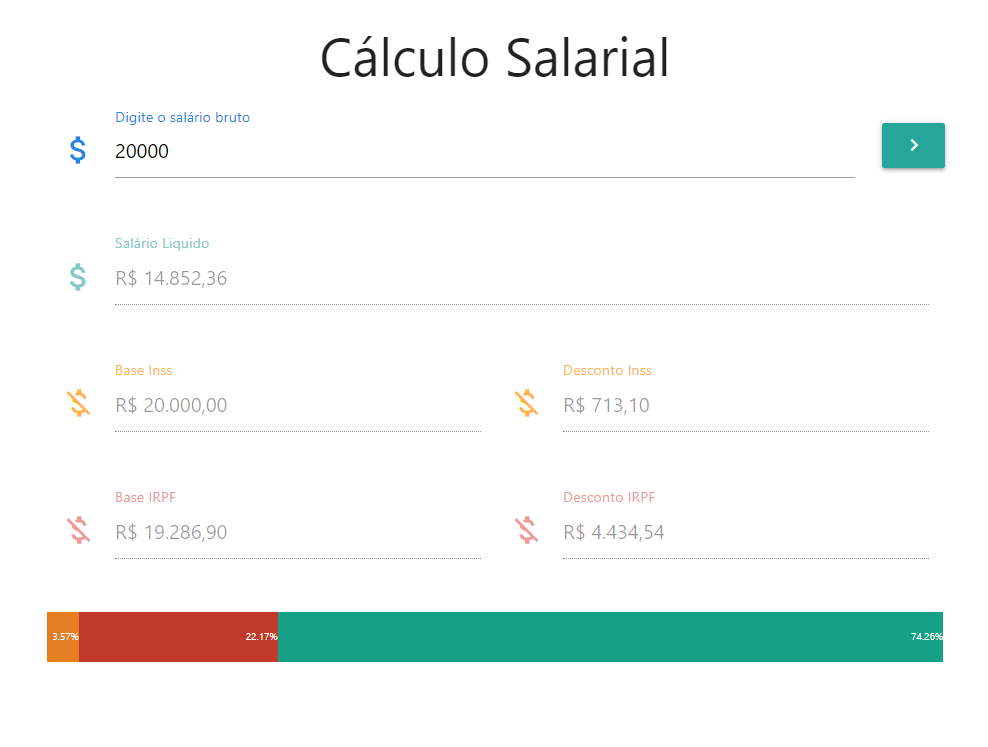 Cálculo Salarial
Digite o salário bruto
$ 20000
Salário Liquido
$ R$ 14.852,36
Base Inss
R$ 20.000,00
Desconto Inss
R$ 713,10
Base IRPF
R$ 19.286,90
Desconto IRPF
R$ 4.434,54
3.57% 22.17% 74.26%